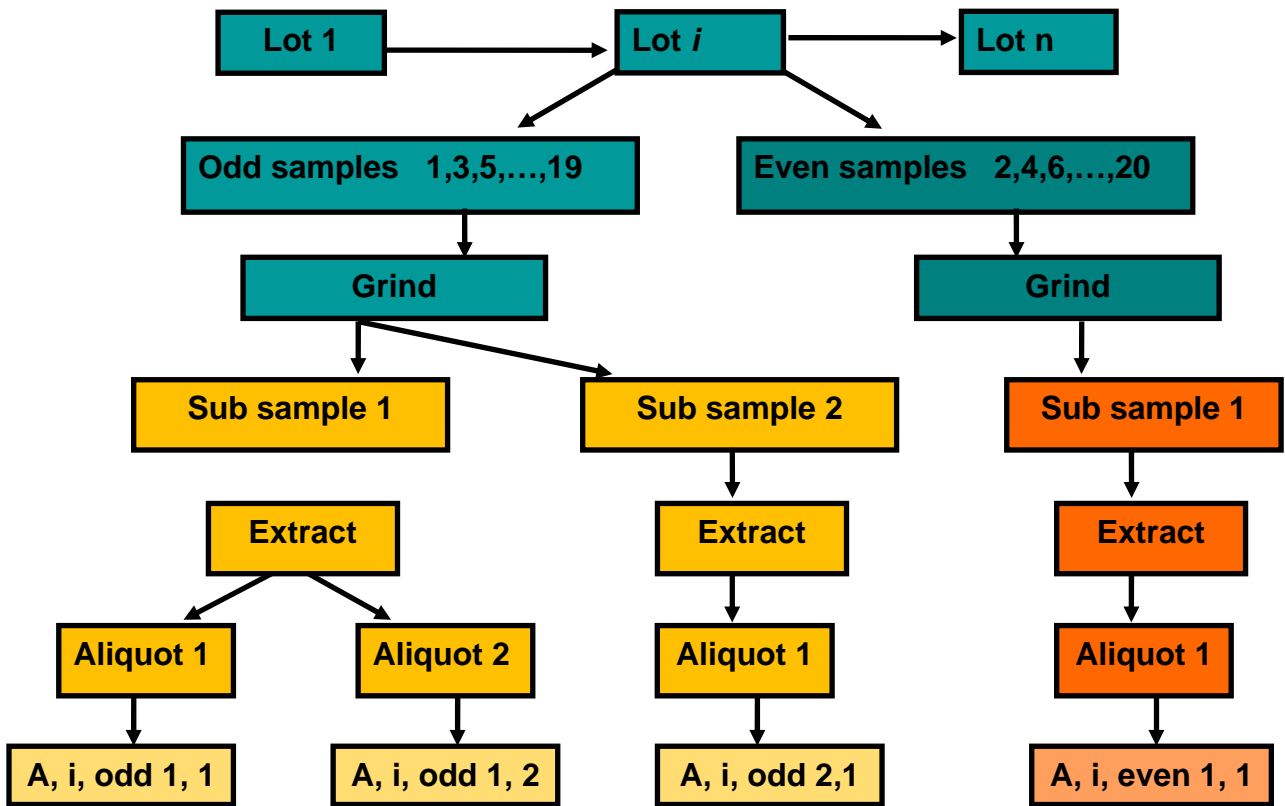 Lot 1
Lot i
Lot n
Odd samples 1,3,5,…,19
Even samples 2,4,6,…,20
Grind
Grind
Sub sample 1
Sub sample 2
Sub sample 1
Extract
Extract
Extract
Aliquot 1
Aliquot 2
Aliquot 1
Aliquot 1
A, i, odd 1, 1
A, i, odd 1, 2
A, i, odd 2,1
A, i, even 1, 1